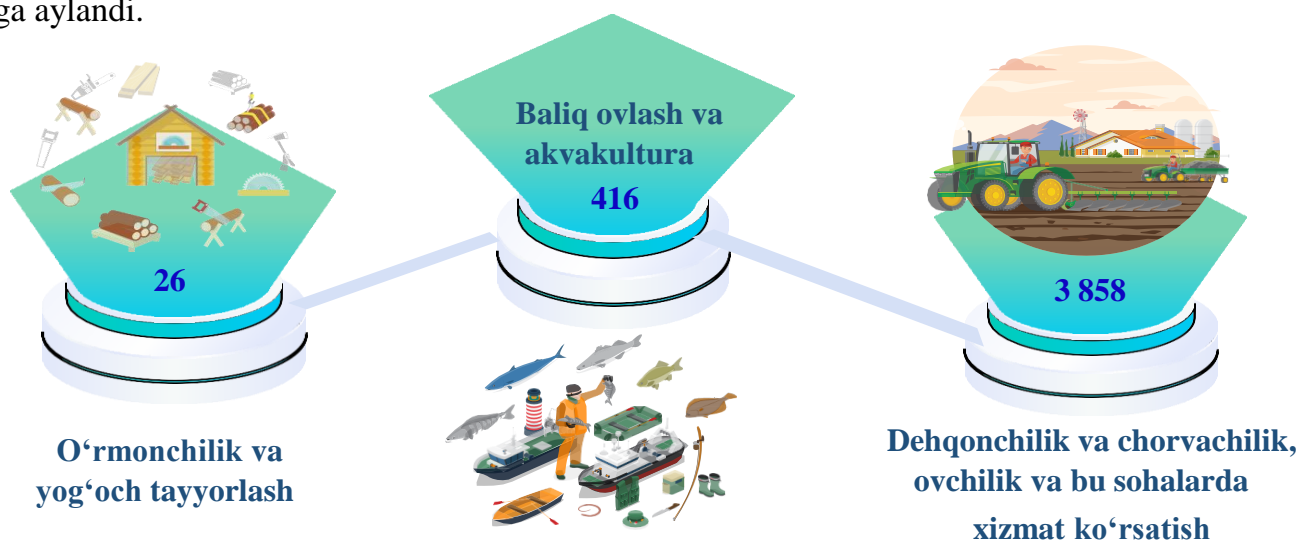 ga aylandi.
Baliq ovlash va
akvakultura
416
26
3 858
O‘rmonchilik va
yog‘och tayyorlash
Dehqonchilik va chorvachilik,
ovchilik va bu sohalarda
xizmat ko‘rsatish